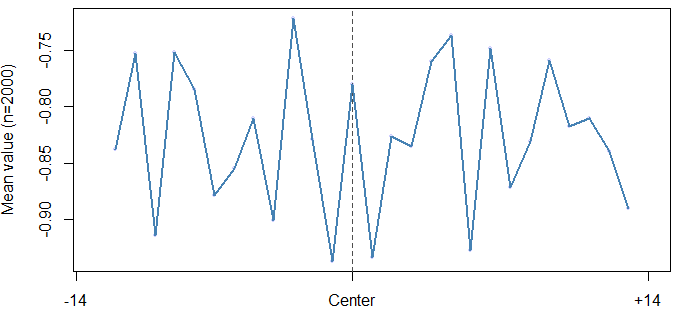 Mean value (n=2000)
-0.75
-0.80
-0.85
-0.90
-14 Center +14